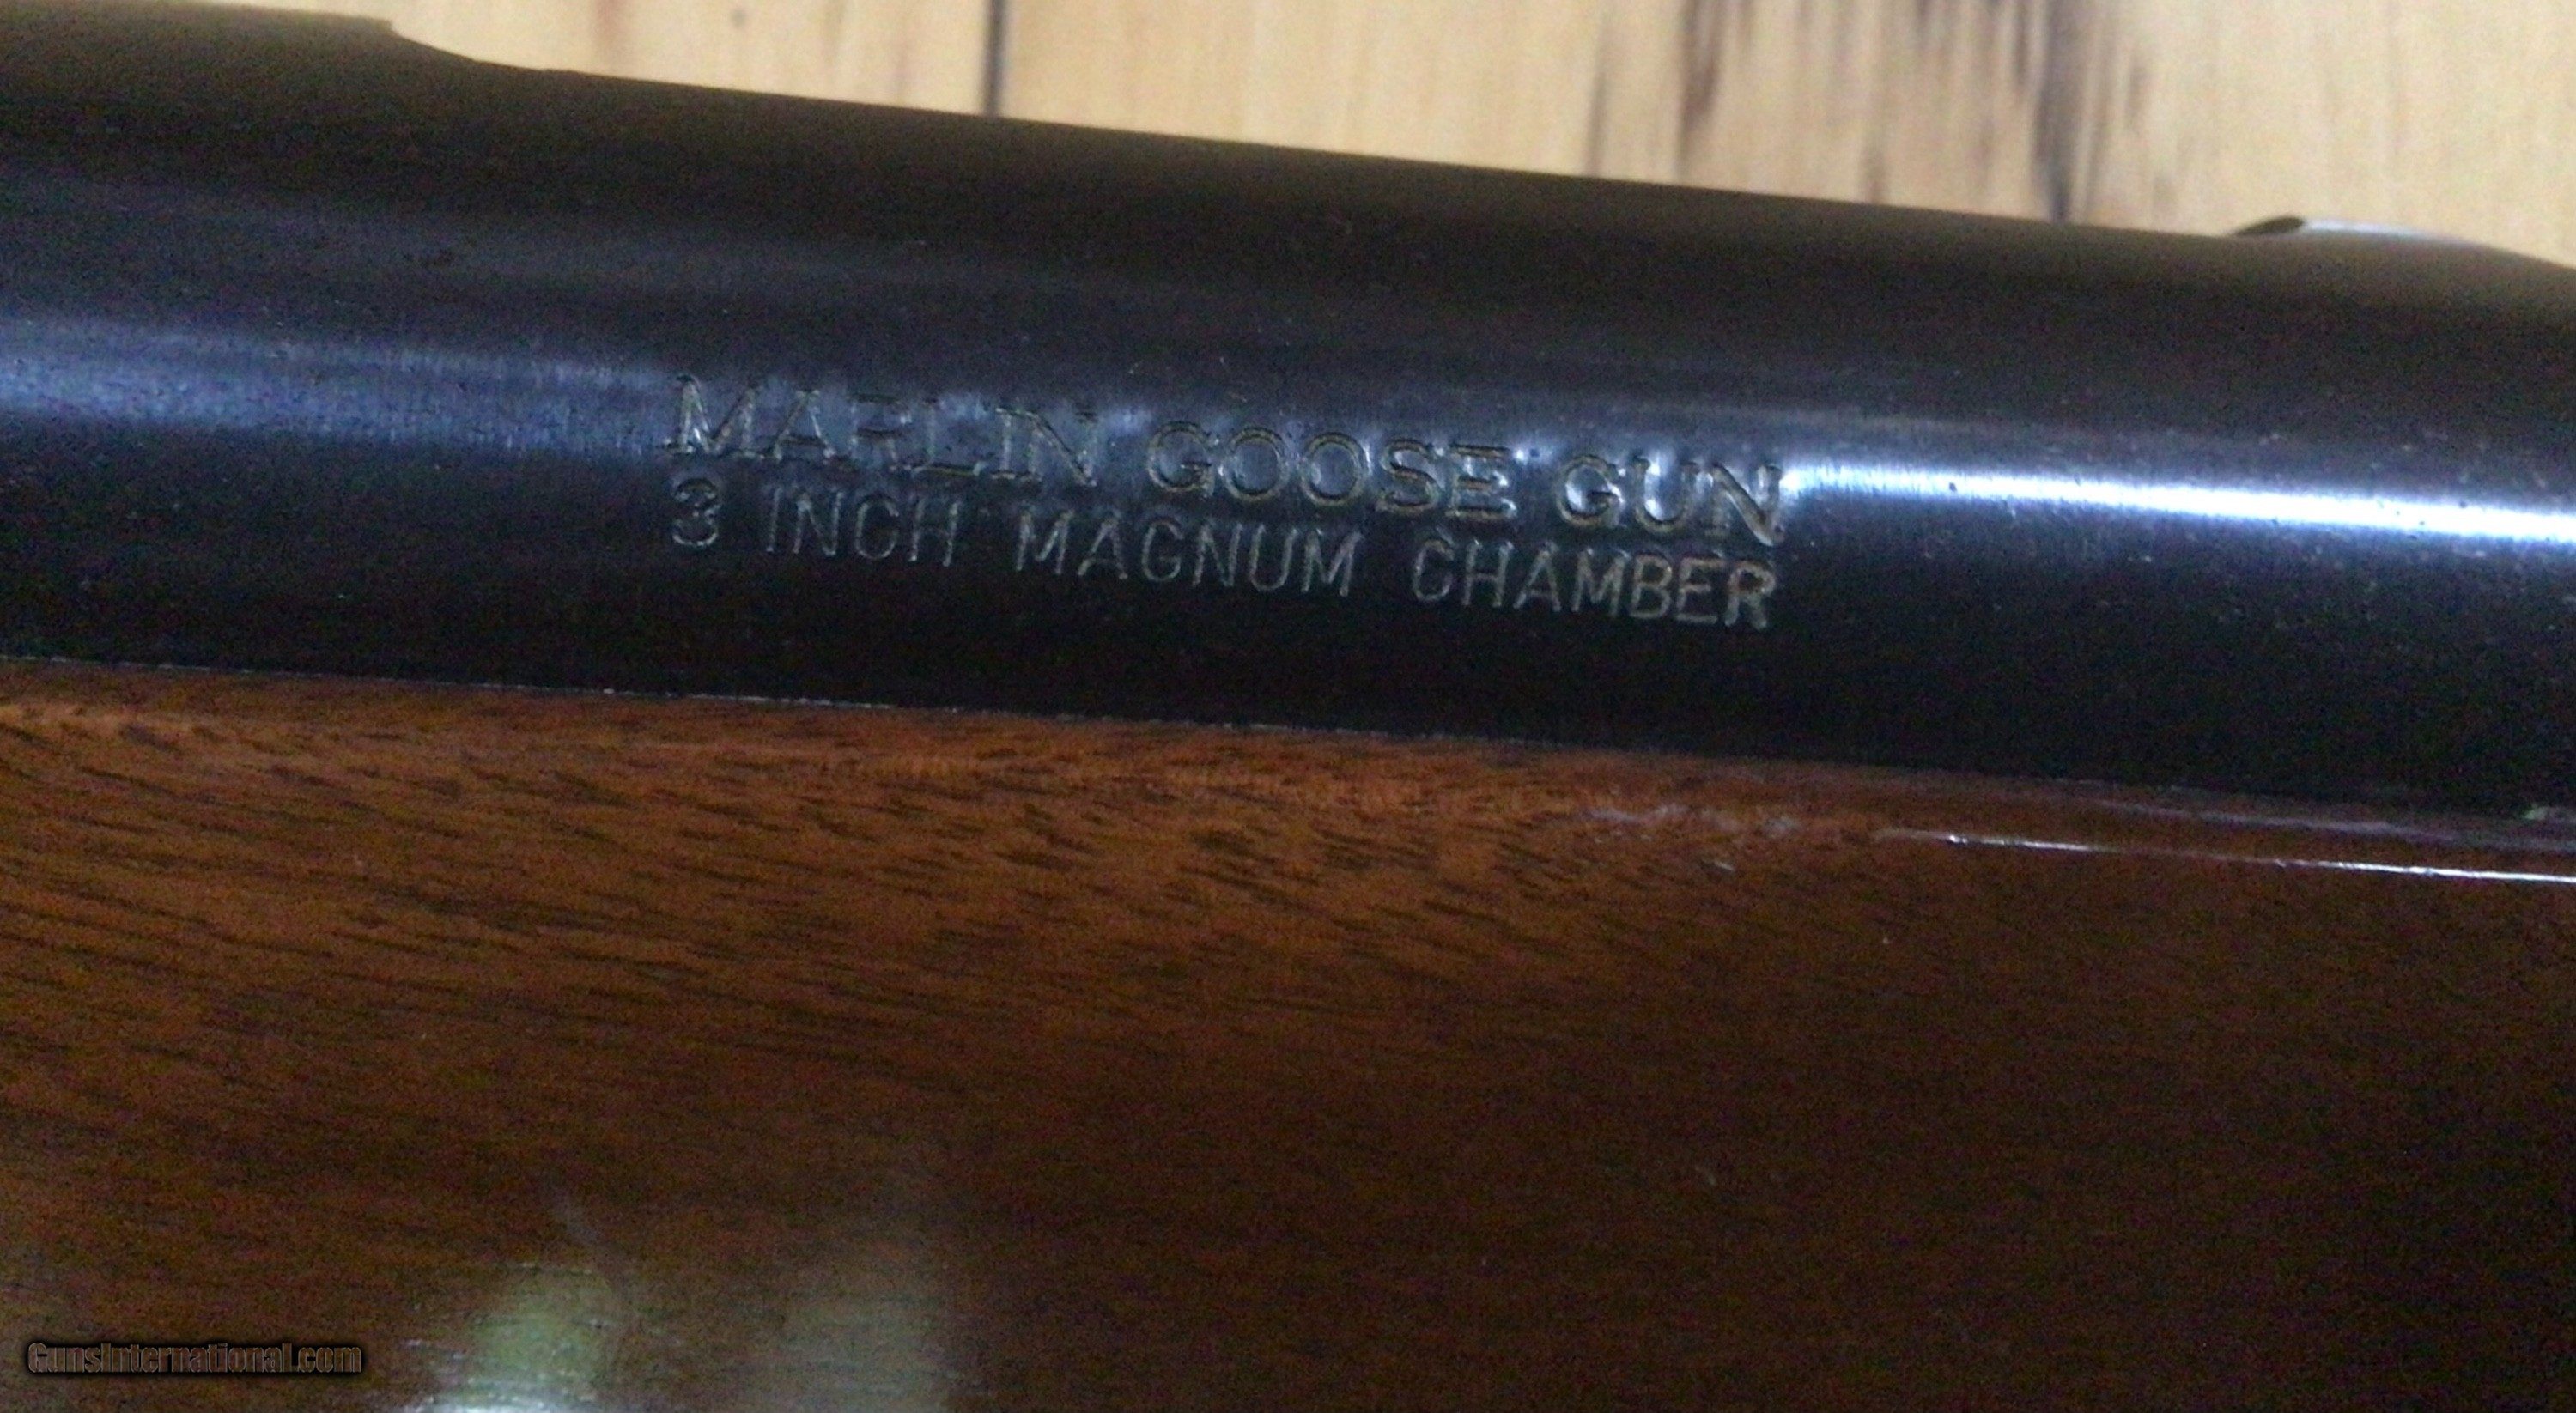 MARLIN GOOSE GUN
3 INCH MAGNUM CHAMBER
GunsInternational.com